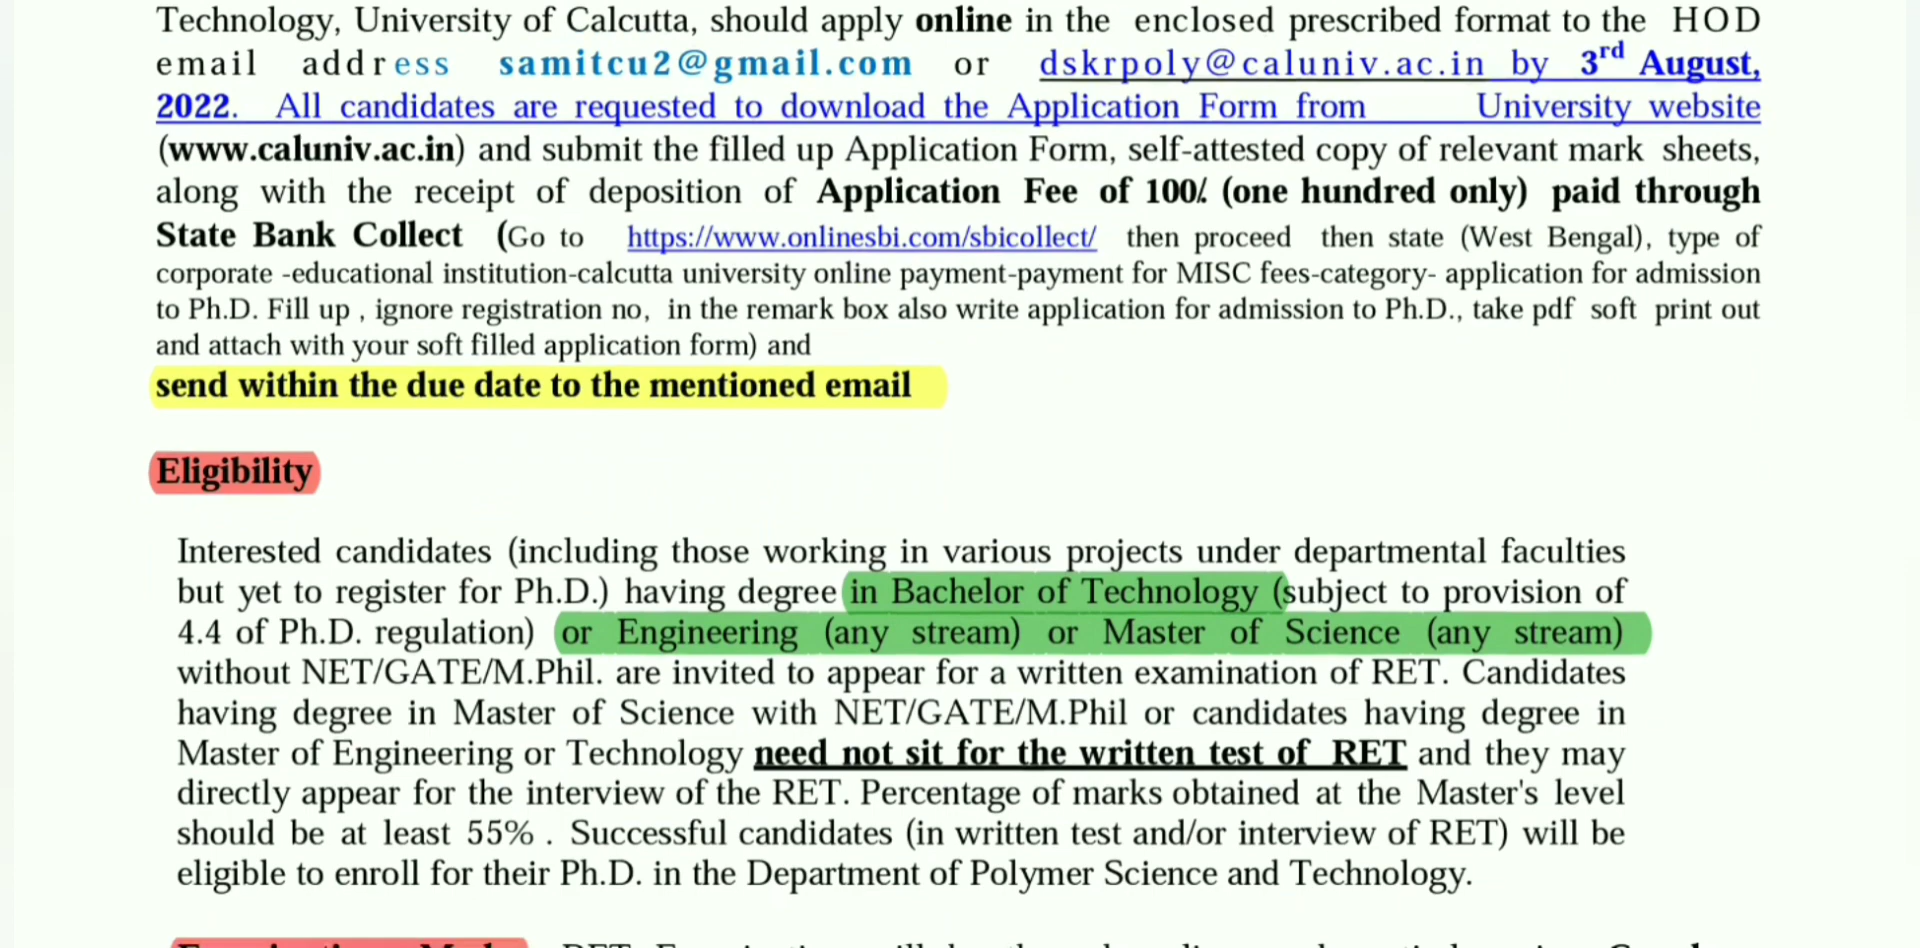 Technology, University of Calcutta, should apply online in the enclosed prescribed format to the HOD
email address samitcu2@gmail.com or dskrpoly@caluniv.ac.in by 3rd August,
2022. All candidates are requested to download the Application Form from University website
(www.caluniv.ac.in) and submit the filled up Application Form, self-attested copy of relevant mark sheets,
along with the receipt of deposition of Application Fee of 100/. (one hundred only) paid through
State Bank Collect (Go to https://www.onlinesbi.com/sbicollect/ then proceed then state (West Bengal), type of
corporate -educational institution-calcutta university online payment-payment for MISC fees-category- application for admission
to Ph.D. Fill up , ignore registration no, in the remark box also write application for admission to Ph.D., take pdf soft print out
and attach with your soft filled application form) and
send within the due date to the mentioned email
Eligibility
Interested candidates (including those working in various projects under departmental faculties
but yet to register for Ph.D.) having degree in Bachelor of Technology (subject to provision of
4.4 of Ph.D. regulation) or Engineering (any stream) or Master of Science (any stream)
without NET/GATE/M.Phil. are invited to appear for a written examination of RET. Candidates
having degree in Master of Science with NET/GATE/M.Phil or candidates having degree in
Master of Engineering or Technology need not sit for the written test of RET and they may
directly appear for the interview of the RET. Percentage of marks obtained at the Master's level
should be at least 55% . Successful candidates (in written test and/or interview of RET) will be
eligible to enroll for their Ph.D. in the Department of Polymer Science and Technology.